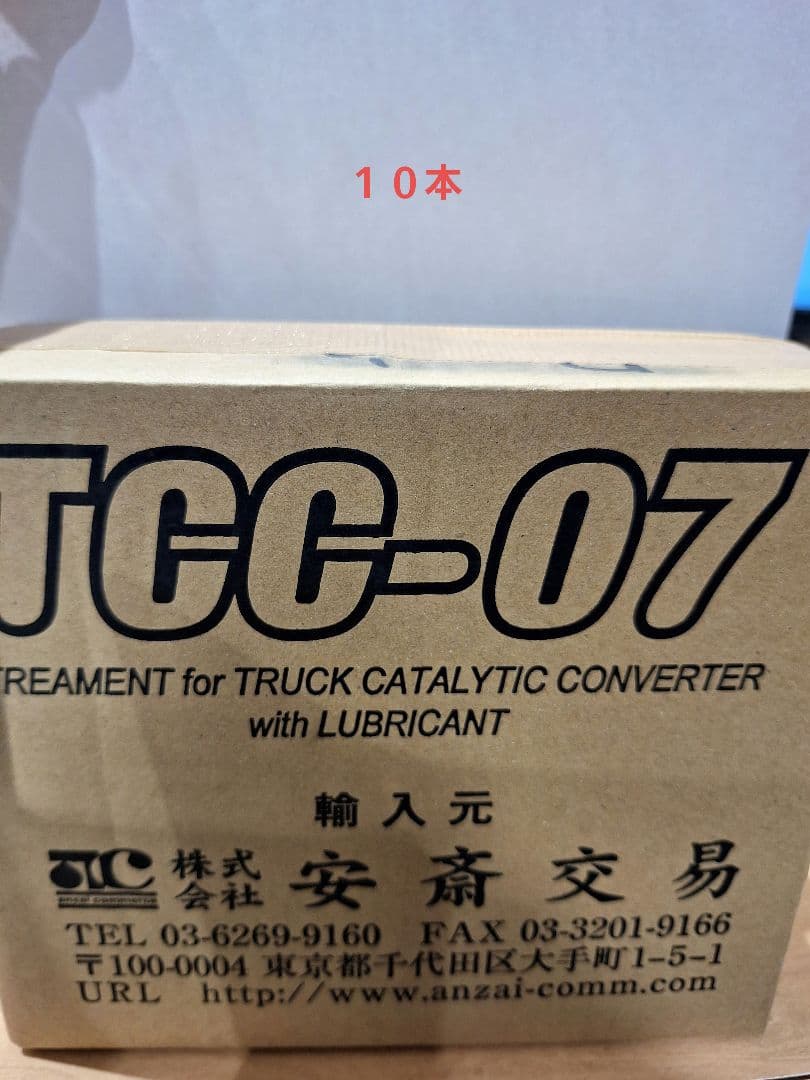 １０本
TCC-07
TREAMENT for TRUCK CATALYTIC CONVERTER
with LUBRICANT
輸入元
株式会社 安斎交易
anzai commerce
TEL 03-6269-9160 FAX 03-3201-9166
〒100-0004 東京都千代田区大手町1-5-1
URL http://www.anzai-comm.com